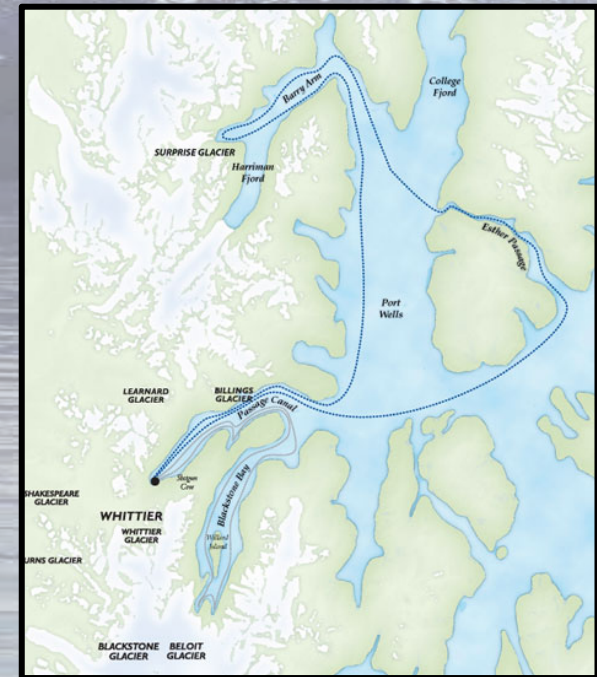 College
Fjord
Barry Arm
SURPRISE GLACIER
Harriman
Fjord
Esther Passage
Port
Wells
LEARNARD
GLACIER
BILLINGS
GLACIER
Passage Canal
Shotgun
Cove
Blackstone Bay
SHAKESPEARE
GLACIER
WHITTIER
WHITTIER
GLACIER
Willard
Island
URNS GLACIER
BLACKSTONE
GLACIER
BELOIT
GLACIER